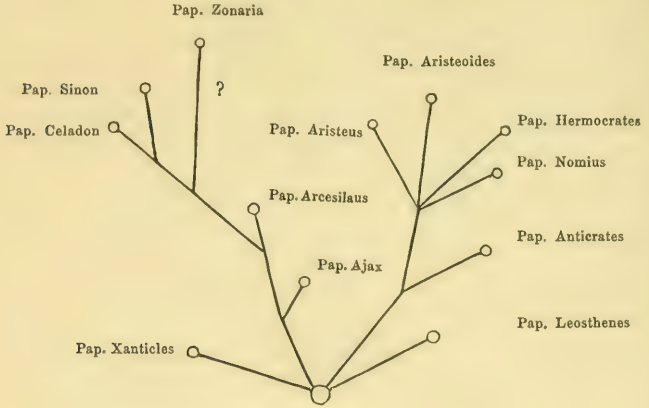 Pap. Zonaria
Pap. Aristeoides
Pap. Sinon
?
Pap. Celadon
Pap. Aristeus
Pap. Hermocrates
Pap. Nomius
Pap. Arcesilaus
Pap. Anticrates
Pap. Ajax
Pap. Leosthenes
Pap. Xanticles